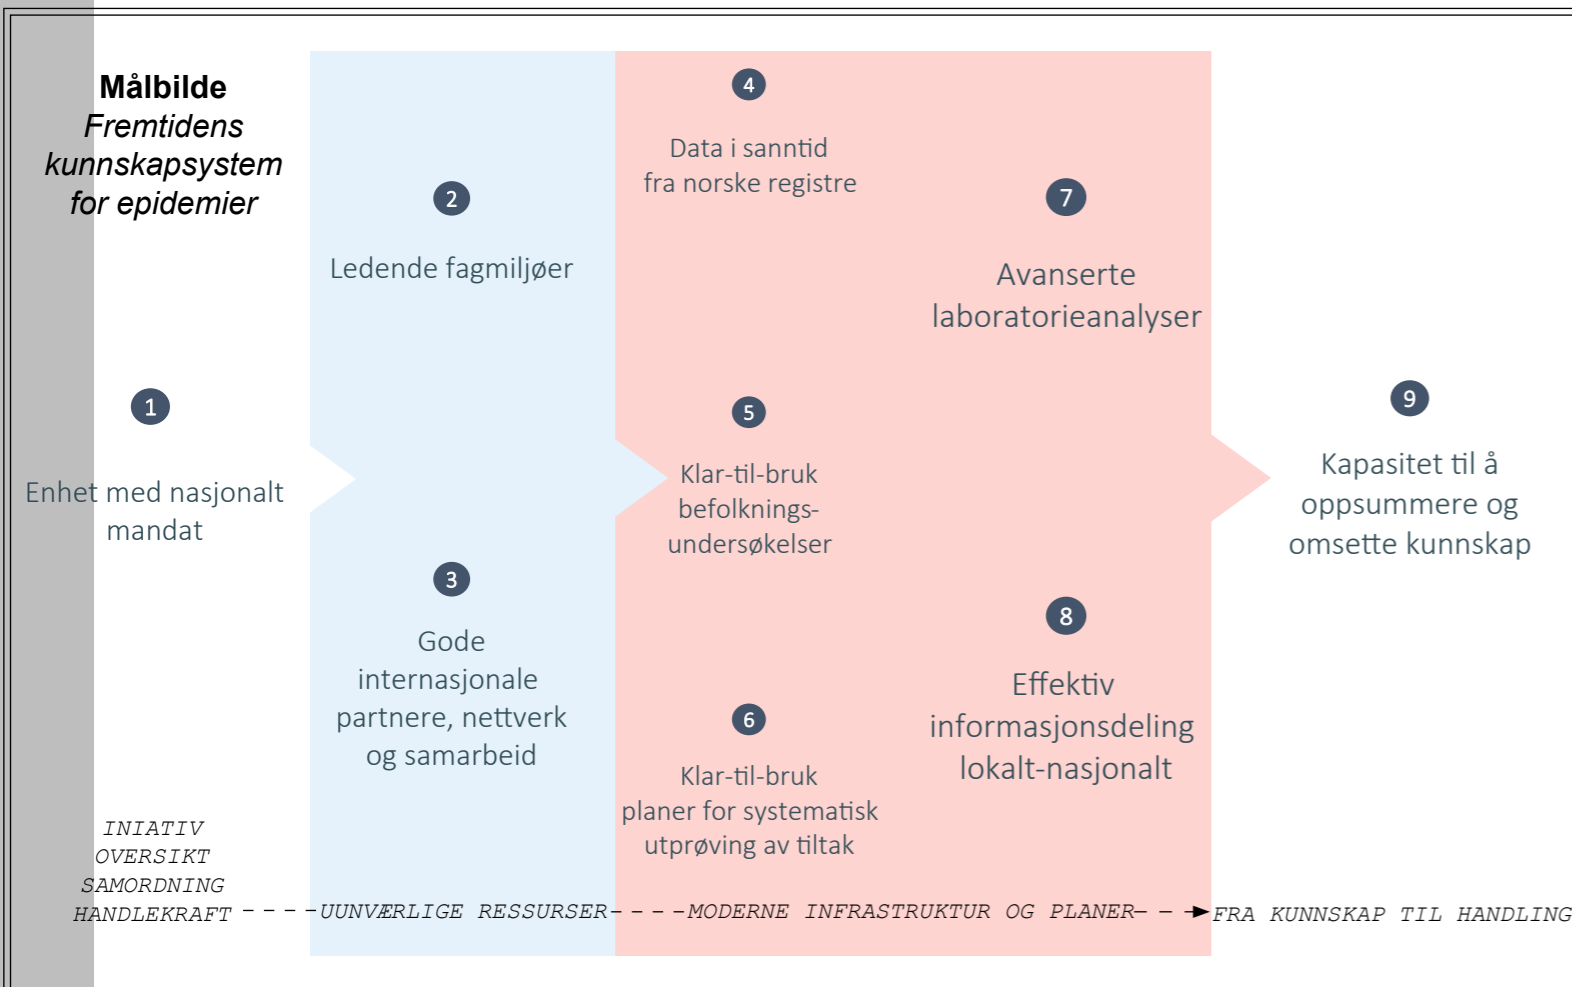 Målbilde
Fremtidens
kunnskapsystem
for epidemier
1
Enhet med nasjonalt
mandat
2
Ledende fagmiljøer
3
Gode
internasjonale
partnere, nettverk
og samarbeid
4
Data i sanntid
fra norske registre
5
Klar-til-bruk
befolknings-
undersøkelser
6
Klar-til-bruk
planer for systematisk
utprøving av tiltak
7
Avanserte
laboratorieanalyser
8
Effektiv
informasjonsdeling
lokalt-nasjonalt
9
Kapasitet til å
oppsummere og
omsette kunnskap
INIATIV
OVERSIKT
SAMORDNING
HANDLEKRAFT
UUNVÆRLIGE RESSURSER
MODERNE INFRASTRUKTUR OG PLANER
FRA KUNNSKAP TIL HANDLING